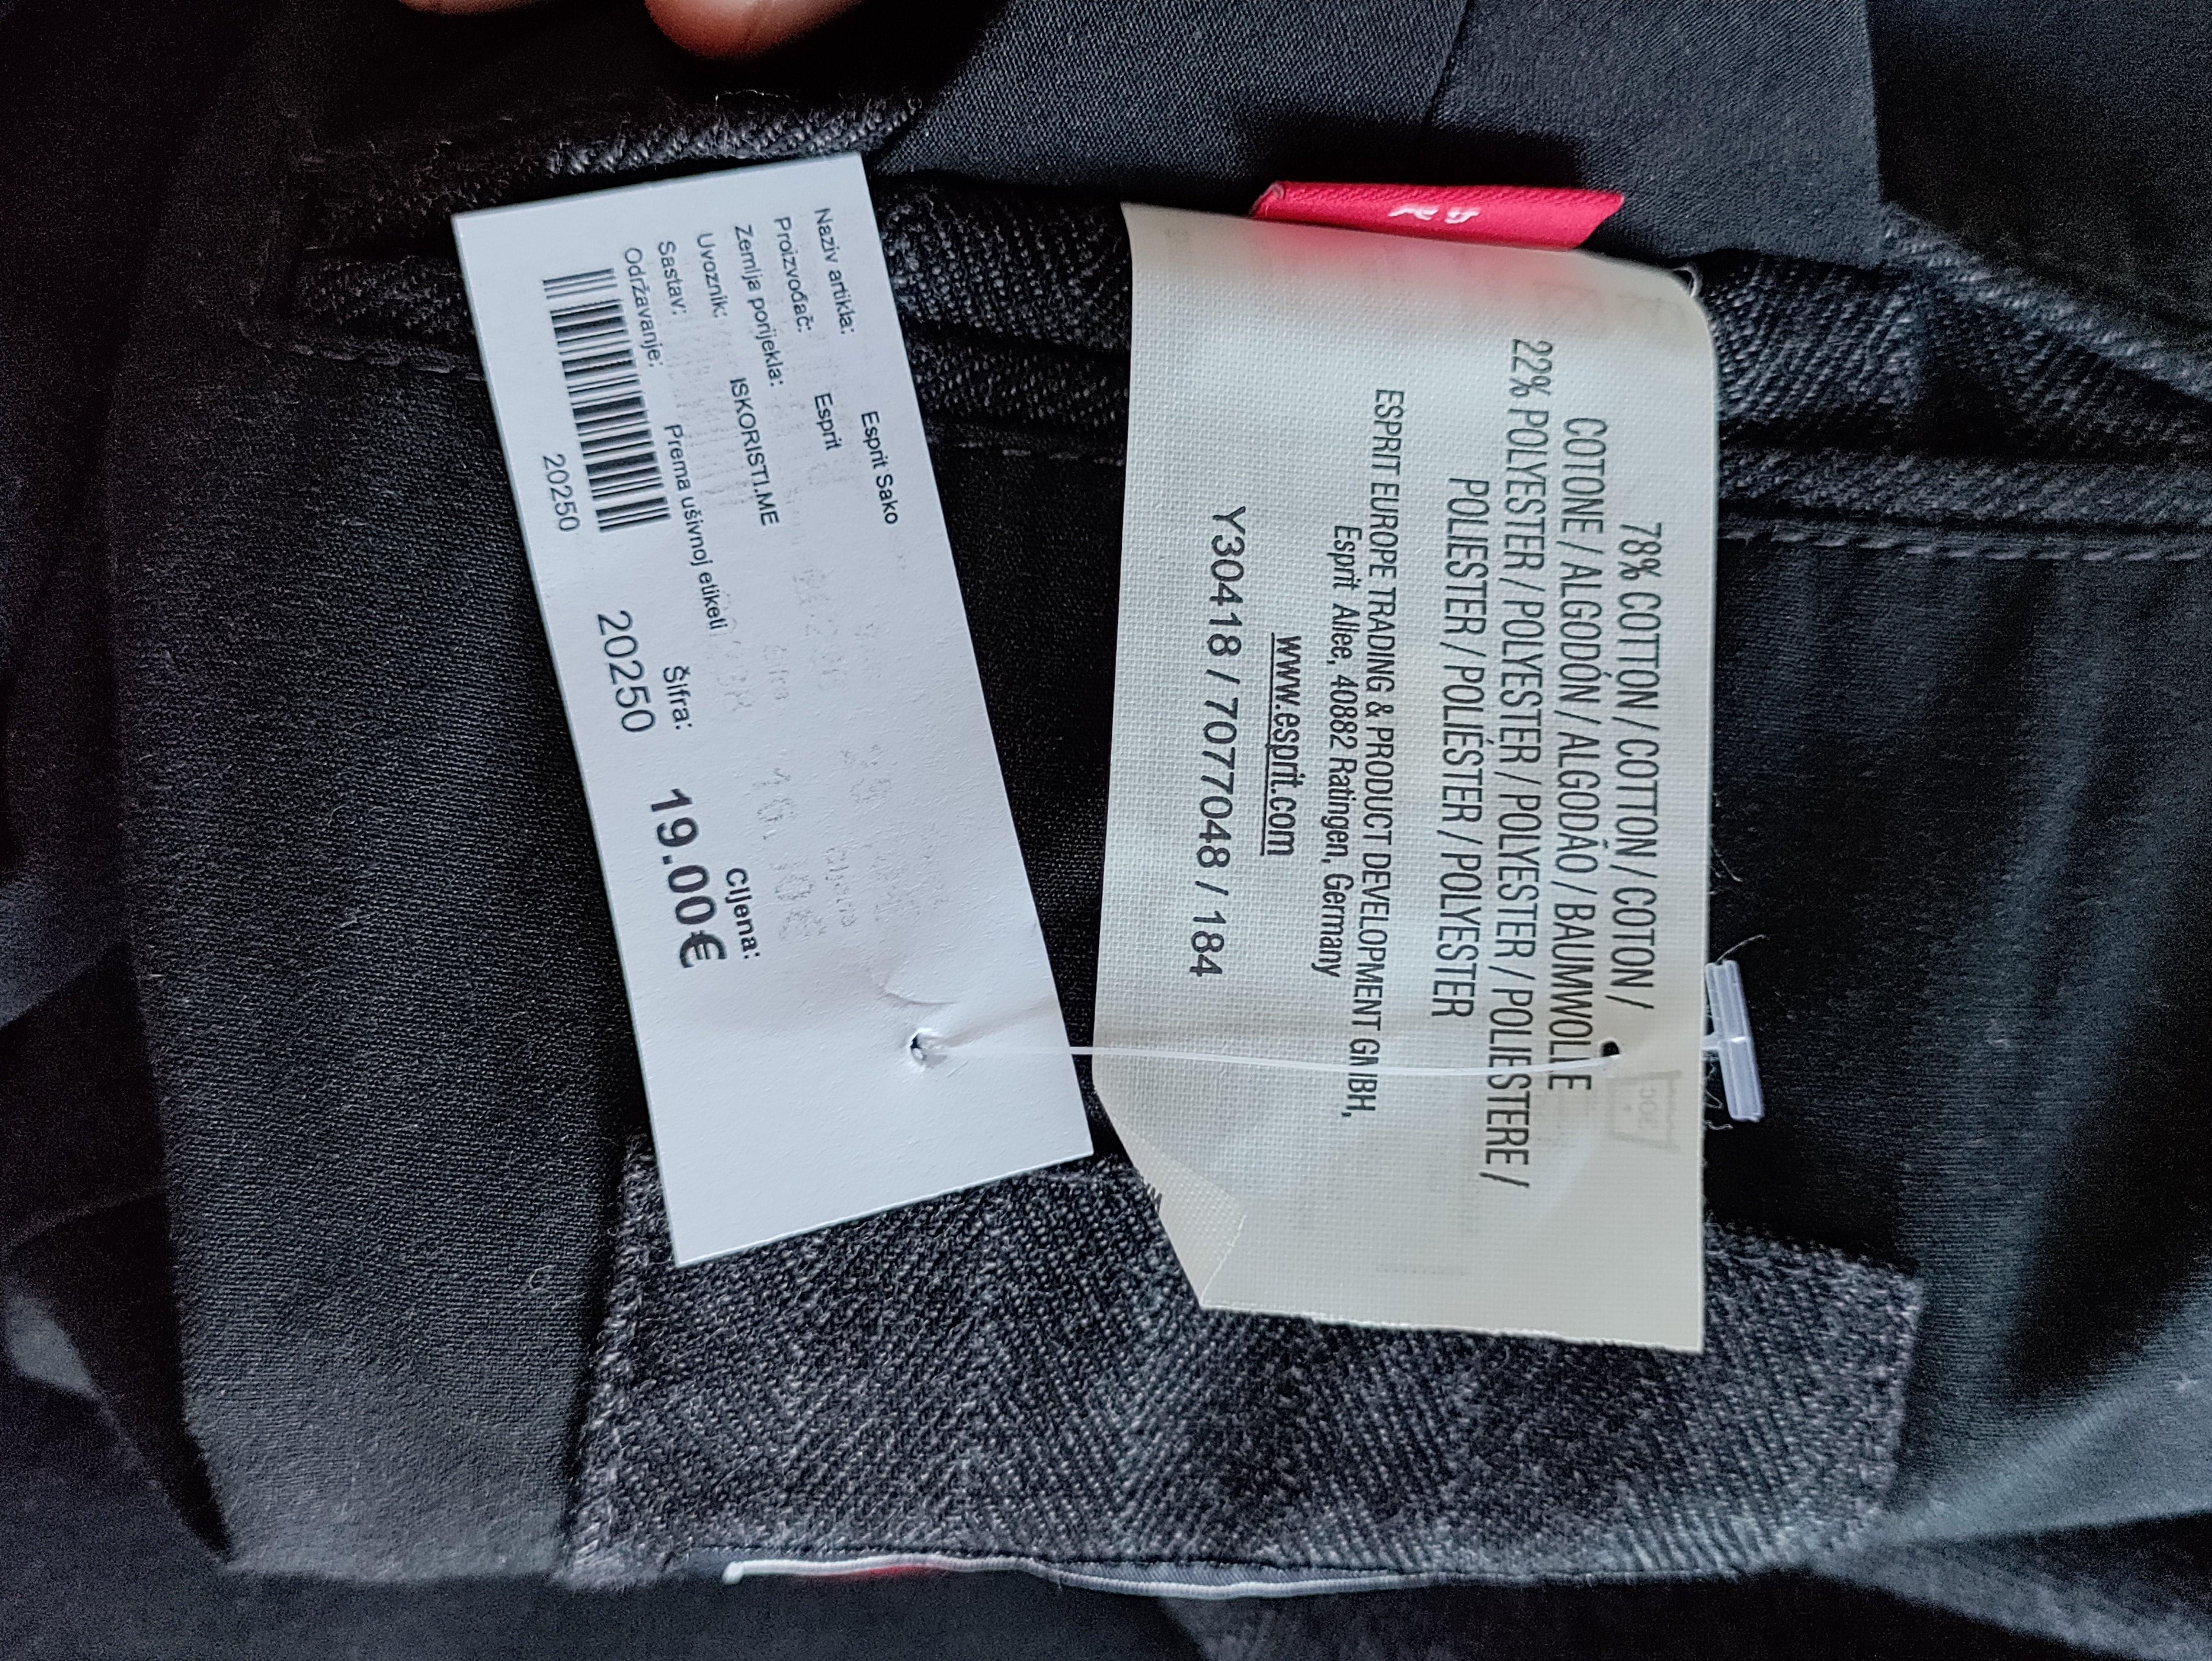 Naziv artikla: Esprit Sako
Proizvođač: Esprit
Zemlja porijekla:
Uvoznik: ISKORISTI.ME
Sastav:
Održavanje: Prema ušivnoj etiketi
Šifra: Cijena:
20250 20250 19.00€
78% COTTON / COTTON / COTON /
COTONE / ALGODÓN / ALGODÃO / BAUMWOLLE
22% POLYESTER / POLYESTER / POLYESTER / POLIESTERE /
POLIESTER / POLIÉSTER / POLYESTER
ESPRIT EUROPE TRADING & PRODUCT DEVELOPMENT GMBH,
Esprit Allee, 40882 Ratingen, Germany
www.esprit.com
Y30418 / 7077048 / 184